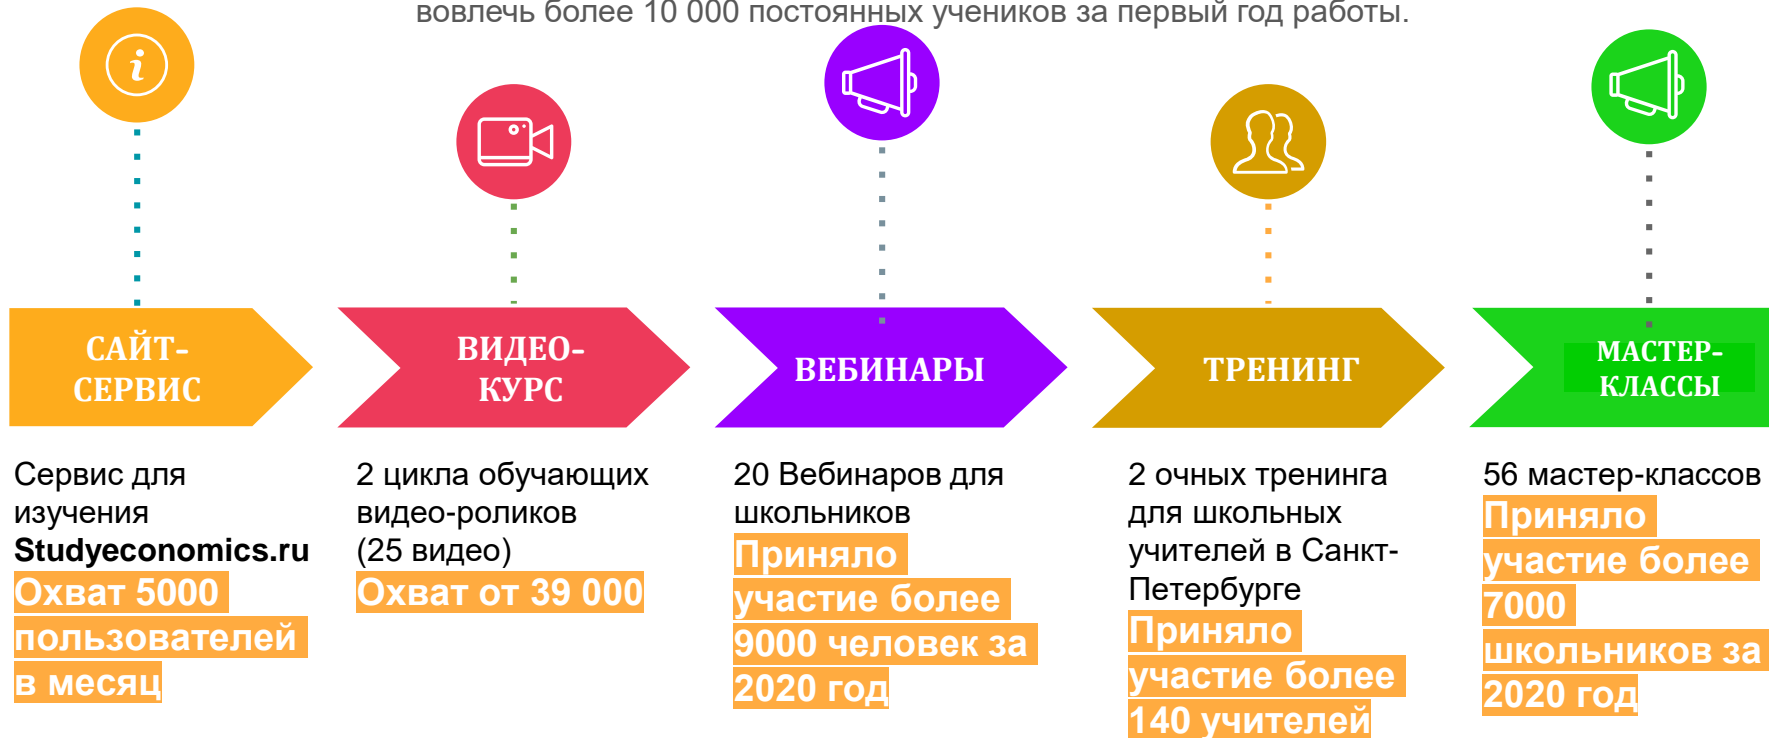 вовлечь более 10 000 постоянных учеников за первый год работы.
САЙТ-
СЕРВИС
ВИДЕО-
КУРС
ВЕБИНАРЫ
ТРЕНИНГ
МАСТЕР-
КЛАССЫ
Сервис для
изучения
Studyeconomics.ru
Охват 5000
пользователей
в месяц
2 цикла обучающих
видео-роликов
(25 видео)
Охват от 39 000
20 Вебинаров для
школьников
Приняло
участие более
9000 человек за
2020 год
2 очных тренинга
для школьных
учителей в Санкт-
Петербурге
Приняло
участие более
140 учителей
56 мастер-классов
Приняло
участие более
7000
школьников за
2020 год